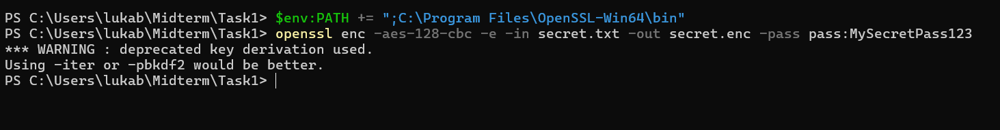 PS C:\Users\lukab\Midterm\Task1> $env:PATH += ";C:\Program Files\OpenSSL-Win64\bin"
PS C:\Users\lukab\Midterm\Task1> openssl enc -aes-128-cbc -e -in secret.txt -out secret.enc -pass pass:MySecretPass123
*** WARNING : deprecated key derivation used.
Using -iter or -pbkdf2 would be better.
PS C:\Users\lukab\Midterm\Task1>